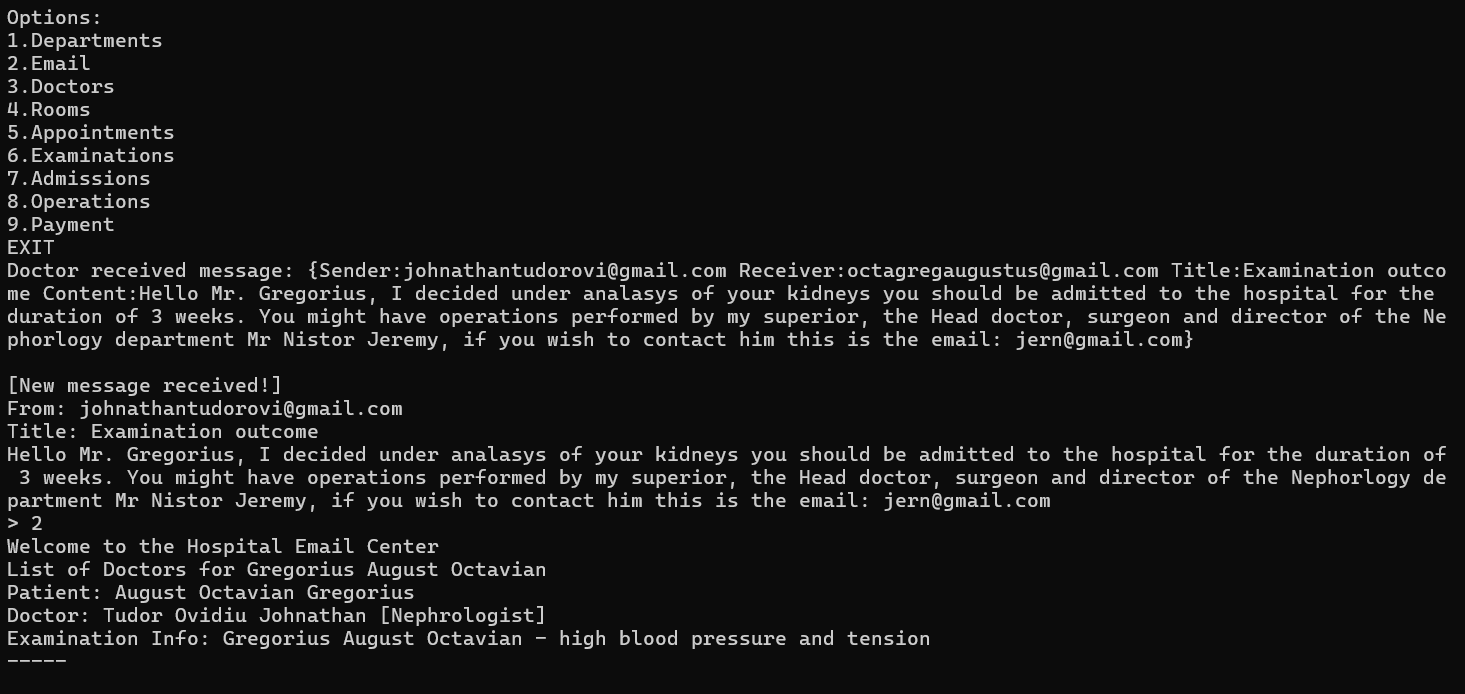 Options:
1.Departments
2.Email
3.Doctors
4.Rooms
5.Appointments
6.Examinations
7.Admissions
8.Operations
9.Payment
EXIT
Doctor received message: {Sender:johnathantudorovi@gmail.com Receiver:octagregaugustus@gmail.com Title:Examination outco
me Content:Hello Mr. Gregorius, I decided under analasys of your kidneys you should be admitted to the hospital for the
duration of 3 weeks. You might have operations performed by my superior, the Head doctor, surgeon and director of the Ne
phorlogy department Mr Nistor Jeremy, if you wish to contact him this is the email: jern@gmail.com}

[New message received!]
From: johnathantudorovi@gmail.com
Title: Examination outcome
Hello Mr. Gregorius, I decided under analasys of your kidneys you should be admitted to the hospital for the duration of
 3 weeks. You might have operations performed by my superior, the Head doctor, surgeon and director of the Nephorlogy de
partment Mr Nistor Jeremy, if you wish to contact him this is the email: jern@gmail.com
> 2
Welcome to the Hospital Email Center
List of Doctors for Gregorius August Octavian
Patient: August Octavian Gregorius
Doctor: Tudor Ovidiu Johnathan [Nephrologist]
Examination Info: Gregorius August Octavian - high blood pressure and tension
-----